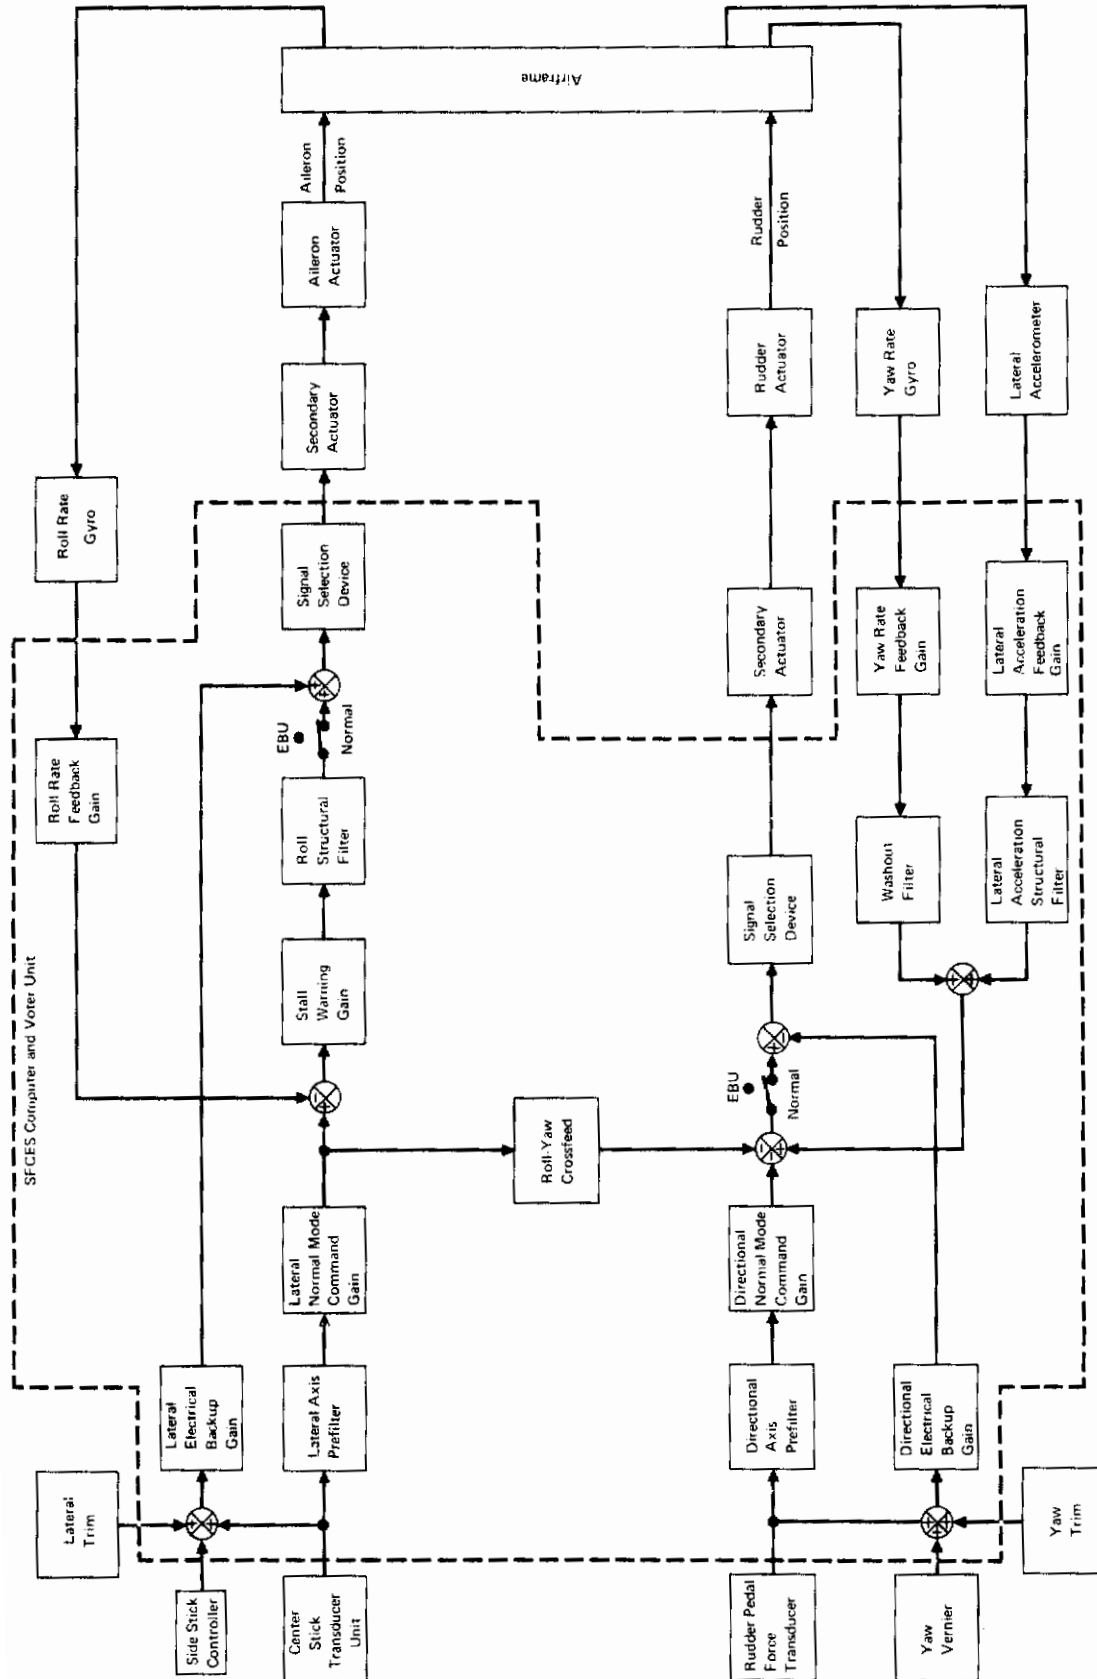 SFCES Computer and Voter Unit
Lateral
Trim
Side Stick
Controller
Center
Stick
Transducer
Unit
Lateral
Electrical
Backup
Gain
Lateral Axis
Prefilter
Lateral
Normal Mode
Command
Gain
Roll Rate
Feedback
Gain
Roll Rate
Gyro
Stall
Warning
Gain
Roll
Structural
Filter
EBU
Normal
Signal
Selection
Device
Secondary
Actuator
Aileron
Actuator
Aileron
Position
Airframe
Roll-Yaw
Crossfeed
Rudder Pedal
Force
Transducer
Directional
Axis
Prefilter
Directional
Normal Mode
Command
Gain
EBU
Normal
Signal
Selection
Device
Secondary
Actuator
Rudder
Actuator
Rudder
Position
Yaw
Vernier
Yaw
Trim
Directional
Electrical
Backup
Gain
Washout
Filter
Yaw Rate
Feedback
Gain
Yaw Rate
Gyro
Lateral
Acceleration
Structural
Filter
Lateral
Acceleration
Feedback
Gain
Lateral
Accelerometer